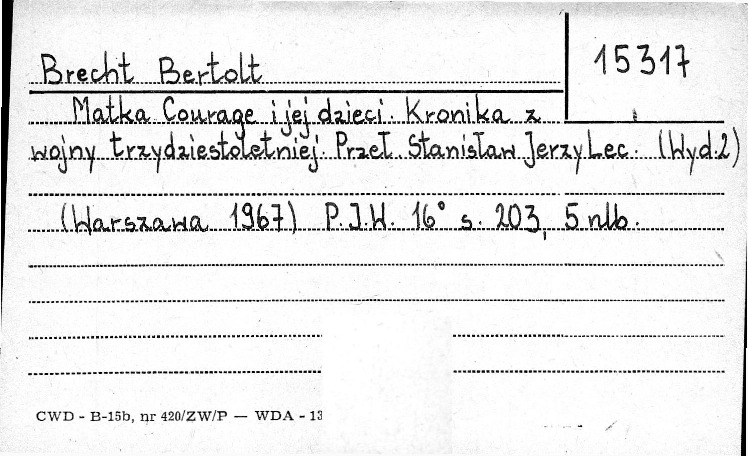 Brecht Bertolt
15317
Matka Courage i jej dzieci. Kronika z
wojny trzydziestoletniej. Przeł. Stanisław Jerzy Lec. (Wyd.2)
(Warszawa 1967) P.I.W. 16° s. 203, 5 nlb.
CWD - B-15b, nr 420/ZW/P — WDA - 13